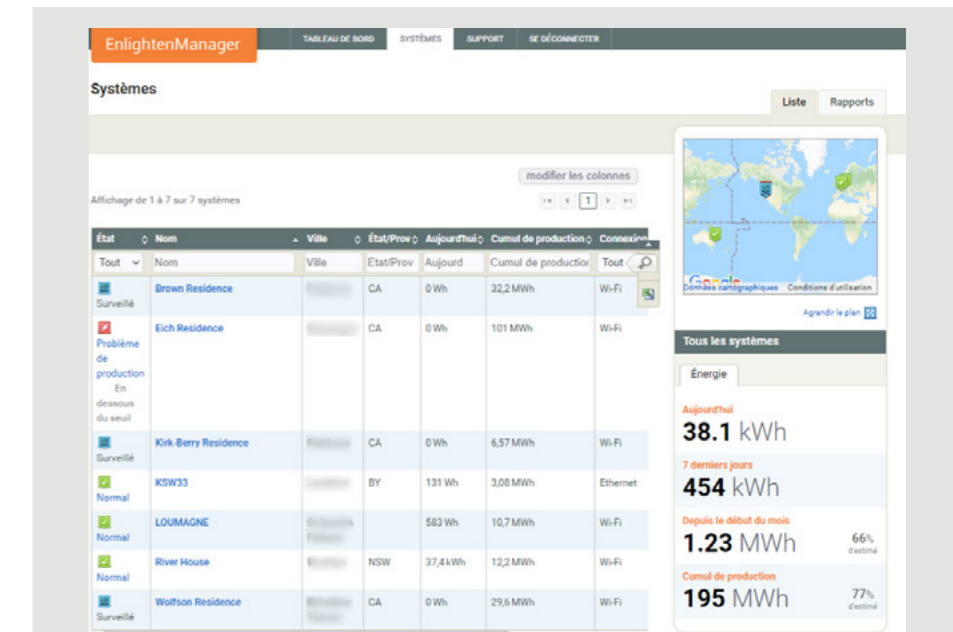 EnlightenManager
TABLEAU DE BORD SYSTÈMES SUPPORT SE DÉCONNECTER
Systèmes
Liste Rapports
modifier les colonnes
Affichage de 1 à 7 sur 7 systèmes
1
État Nom Ville État/Prov Aujourd'hui Cumul de production Connexion
Tout Nom Ville Etat/Prov Aujourd Cumul de production Tout
Surveillé
Brown Residence CA 0 Wh 32,2 MWh Wi-Fi
Problème
de
production
En
dessous
du seuil
Eich Residence CA 0 Wh 101 MWh Wi-Fi
Surveillé
Kirk-Berry Residence CA 0 Wh 6,57 MWh Wi-Fi
Normal
KSW33 BY 131 Wh 3,08 MWh Ethernet
Normal
LOUMAGNE 583 Wh 10,7 MWh Wi-Fi
Normal
River House NSW 37,4 kWh 12,2 MWh Wi-Fi
Surveillé
Wolfson Residence CA 0 Wh 29,6 MWh Wi-Fi
Google
Données cartographiques Conditions d'utilisation
Agrandir le plan
Tous les systèmes
Énergie
Aujourd'hui
38.1 kWh
7 derniers jours
454 kWh
Depuis le début du mois
1.23 MWh 66%
d'estimé
Cumul de production
195 MWh 77%
d'estimé